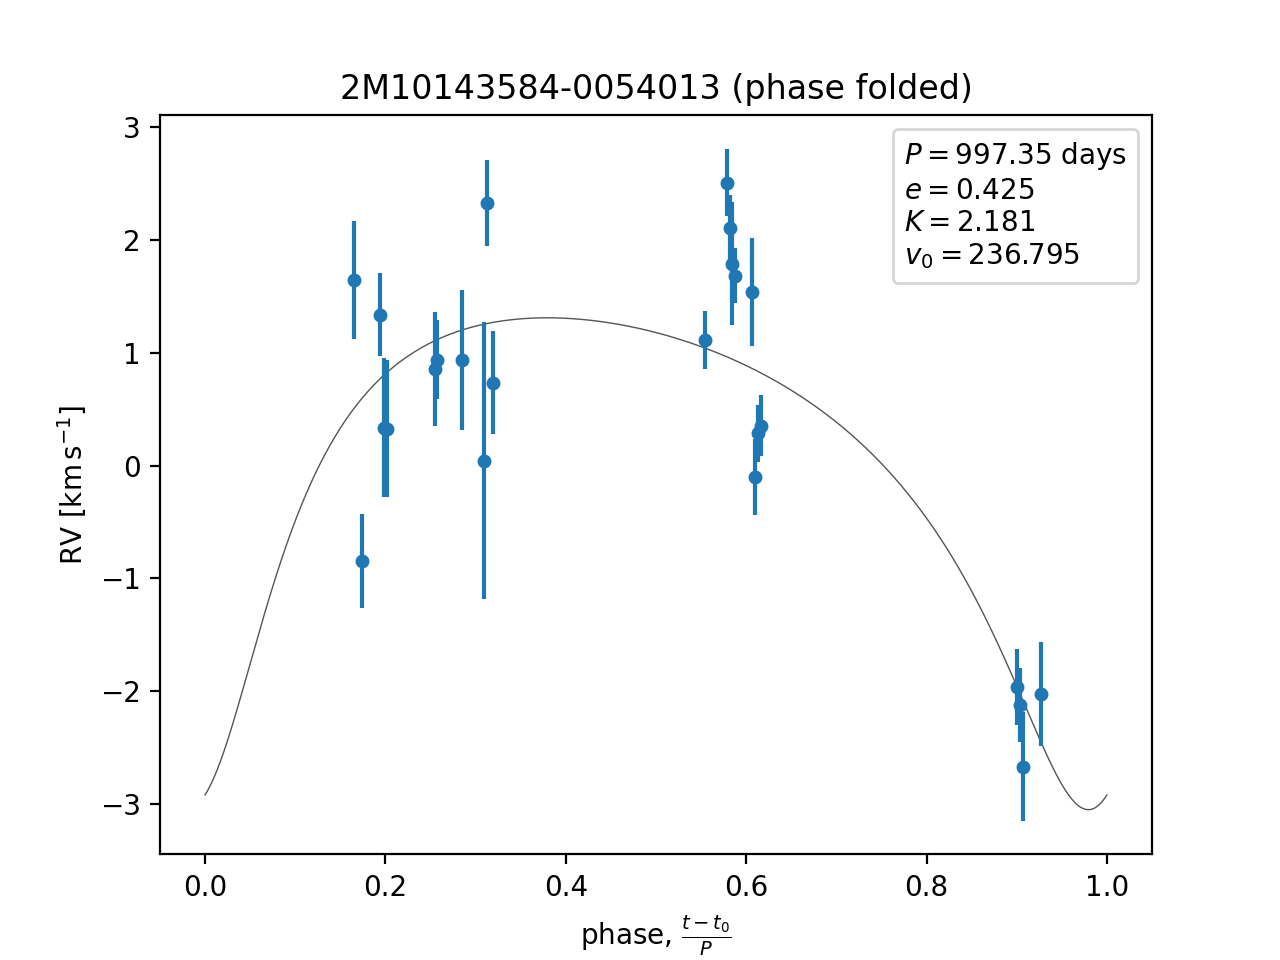 2M10143584-0054013 (phase folded)
P = 997.35 days
e = 0.425
K = 2.181
v₀ = 236.795
3
2
1
0
−1
−2
−3
RV [km s⁻¹]
0.0 0.2 0.4 0.6 0.8 1.0
phase, (t − t₀)/P